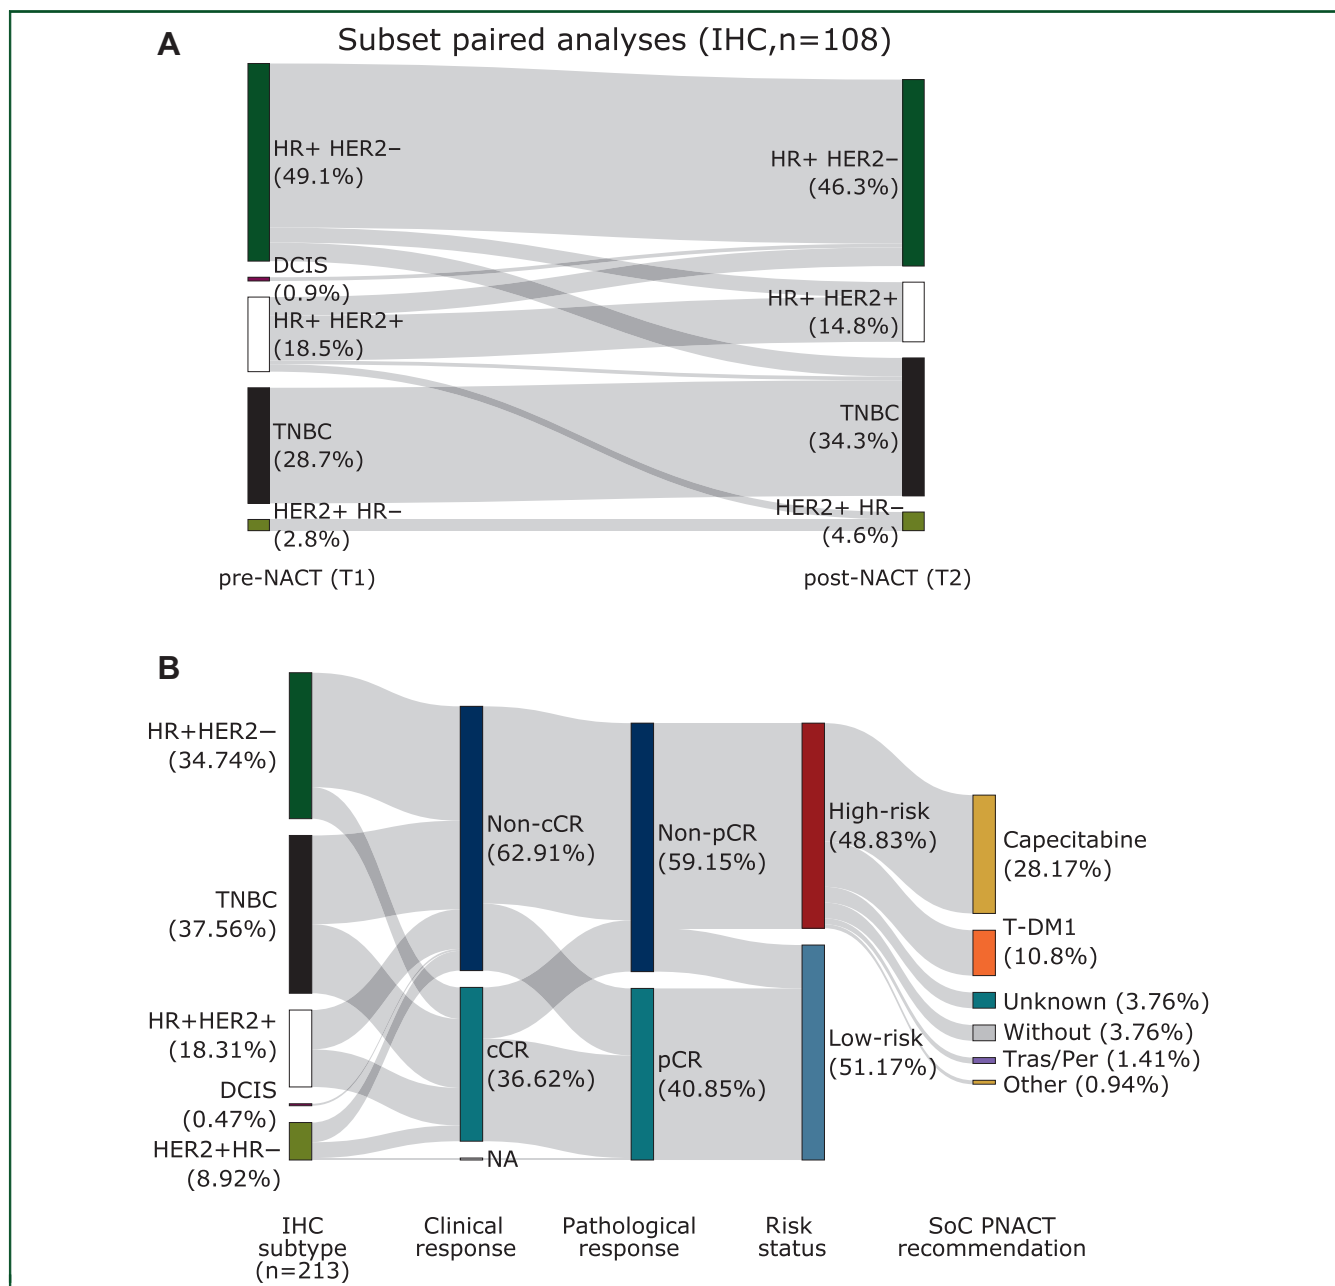 A
Subset paired analyses (IHC,n=108)
HR+ HER2−
(49.1%)
DCIS
(0.9%)
HR+ HER2+
(18.5%)
TNBC
(28.7%)
HER2+ HR−
(2.8%)
pre-NACT (T1)
HR+ HER2−
(46.3%)
HR+ HER2+
(14.8%)
TNBC
(34.3%)
HER2+ HR−
(4.6%)
post-NACT (T2)
B
HR+HER2−
(34.74%)
TNBC
(37.56%)
HR+HER2+
(18.31%)
DCIS
(0.47%)
HER2+HR−
(8.92%)
IHC
subtype
(n=213)
Non-cCR
(62.91%)
cCR
(36.62%)
NA
Clinical
response
Non-pCR
(59.15%)
pCR
(40.85%)
Pathological
response
High-risk
(48.83%)
Low-risk
(51.17%)
Risk
status
Capecitabine
(28.17%)
T-DM1
(10.8%)
Unknown (3.76%)
Without (3.76%)
Tras/Per (1.41%)
Other (0.94%)
SoC PNACT
recommendation